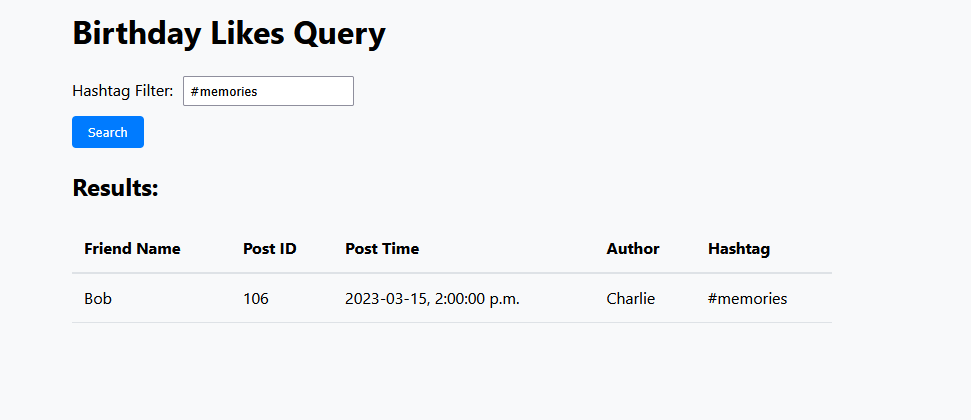 Birthday Likes Query
Hashtag Filter: #memories
Search
Results:
Friend Name Post ID Post Time Author Hashtag
Bob 106 2023-03-15, 2:00:00 p.m. Charlie #memories